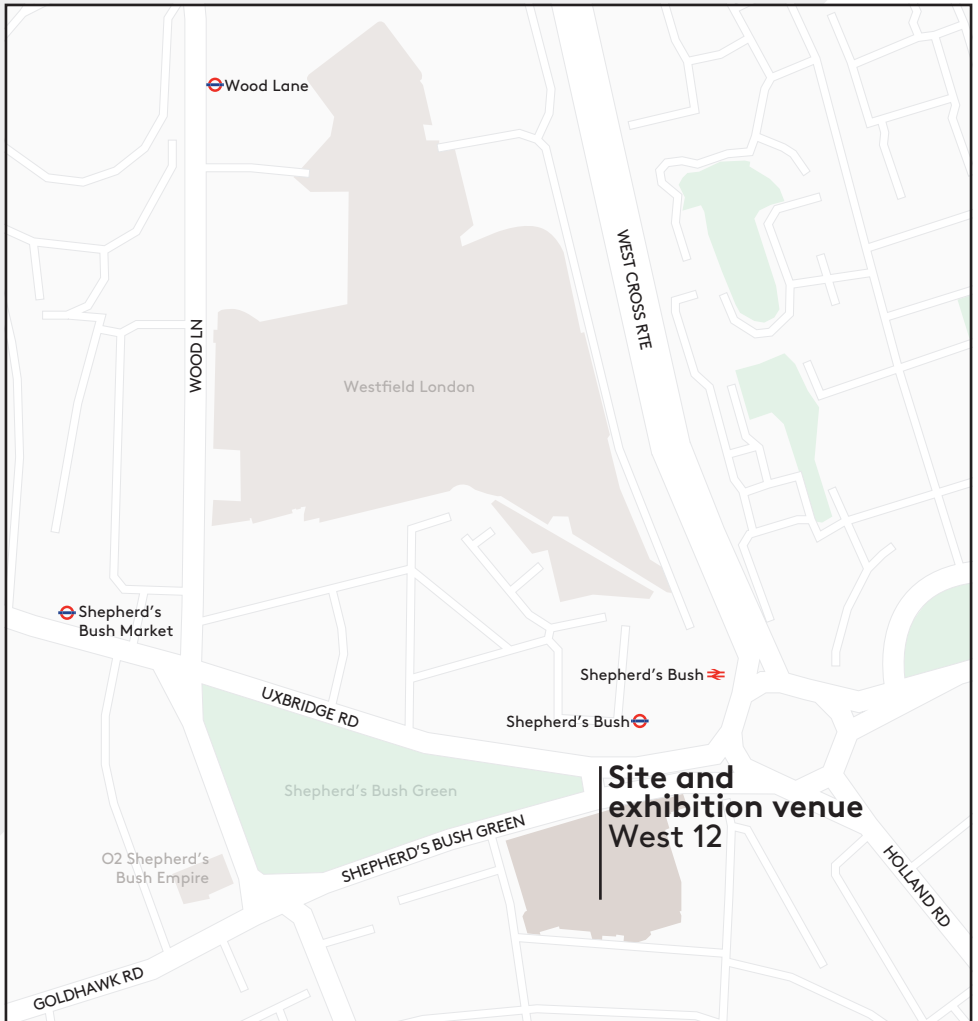 Wood Lane
WEST CROSS RTE
WOOD LN
Westfield London
Shepherd's
Bush Market
Shepherd's Bush
UXBRIDGE RD
Shepherd's Bush
Site and
exhibition venue
West 12
Shepherd's Bush Green
SHEPHERD'S BUSH GREEN
O2 Shepherd's
Bush Empire
HOLLAND RD
GOLDHAWK RD